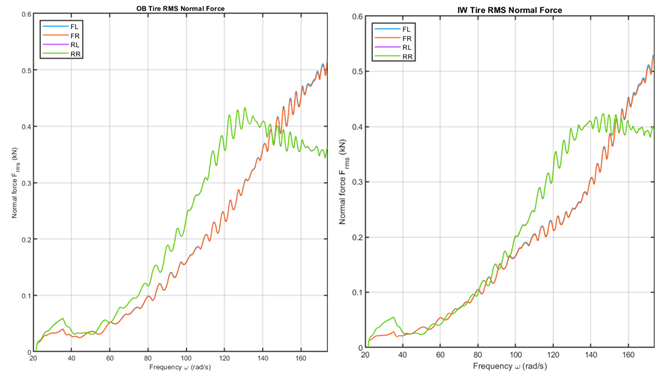 OB Tire RMS Normal Force
Normal force F rms (kN)
0.6
0.5
0.4
0.3
0.2
0.1
0
FL
FR
RL
RR
20 40 60 80 100 120 140 160
Frequency ω (rad/s)
IW Tire RMS Normal Force
Normal force F rms (kN)
0.6
0.5
0.4
0.3
0.2
0.1
0
FL
FR
RL
RR
20 40 60 80 100 120 140 160
Frequency ω (rad/s)